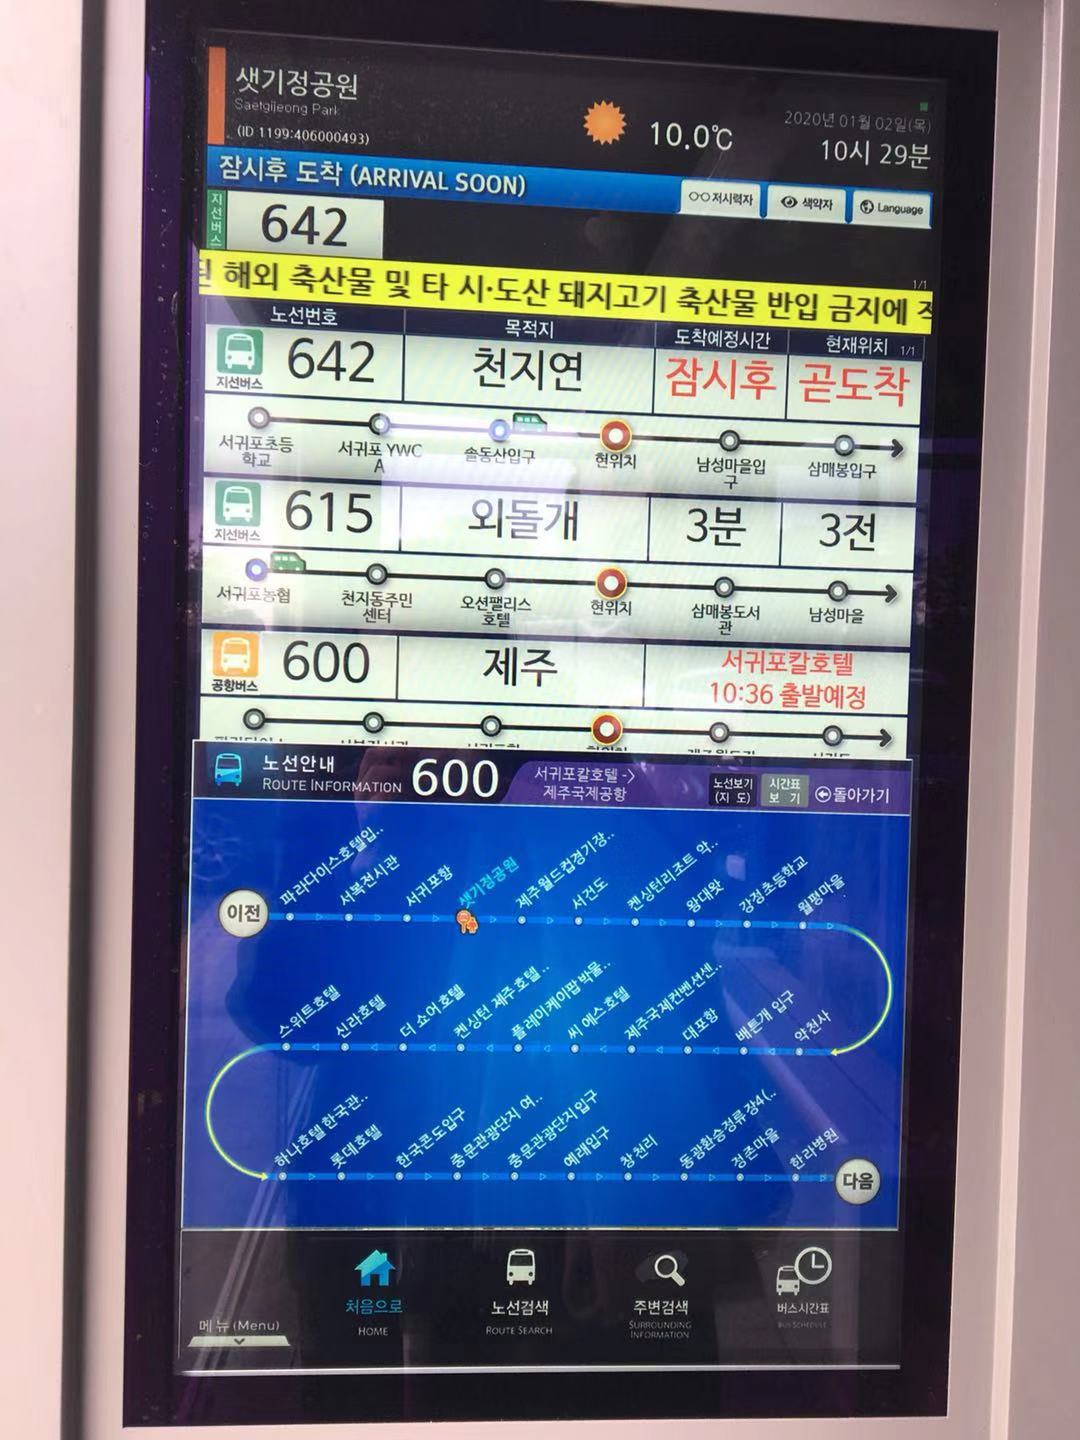 샛기정공원
Saetgijeong Park
(ID 1199:406000493)
10.0℃
2020년 01월 02일(목)
10시 29분
잠시후 도착 (ARRIVAL SOON)
저시력자
색약자
Language
지선버스
642
1/1
해외 축산물 및 타 시·도산 돼지고기 축산물 반입 금지에
노선번호
목적지
도착예정시간
현재위치 1/1
지선버스
642
천지연
잠시후
곧도착
서귀포초등학교
서귀포 YWCA
솔동산입구
현위치
남성마을입구
삼매봉입구
지선버스
615
외돌개
3분
3전
서귀포농협
천지동주민센터
오션팰리스호텔
현위치
삼매봉도서관
남성마을
공항버스
600
제주
서귀포칼호텔
10:36 출발예정
노선안내
ROUTE INFORMATION
600
서귀포칼호텔 ->
제주국제공항
노선보기
(지 도)
시간표
보 기
돌아가기
이전
파라다이스호텔입..
서복전시관
서귀포항
샛기정공원
제주월드컵경기장..
서건도
켄싱턴리조트 악..
왕대왓
강정초등학교
월평마을
스위트호텔
신라호텔
더 쇼어 호텔
켄싱턴 제주 호텔 ..
플레이케이팝 박물..
씨 에스 호텔
제주국제컨벤션센..
대포항
배튼개 입구
약천사
하나호텔 한국관..
롯데호텔
한국콘도입구
중문관광단지 여..
중문관광단지입구
예래입구
창천리
동광환승정류장4(..
정존마을
한라병원
다음
메뉴 (Menu)
처음으로
HOME
노선검색
ROUTE SEARCH
주변검색
SURROUNDING
INFORMATION
버스시간표
BUS SCHEDULE